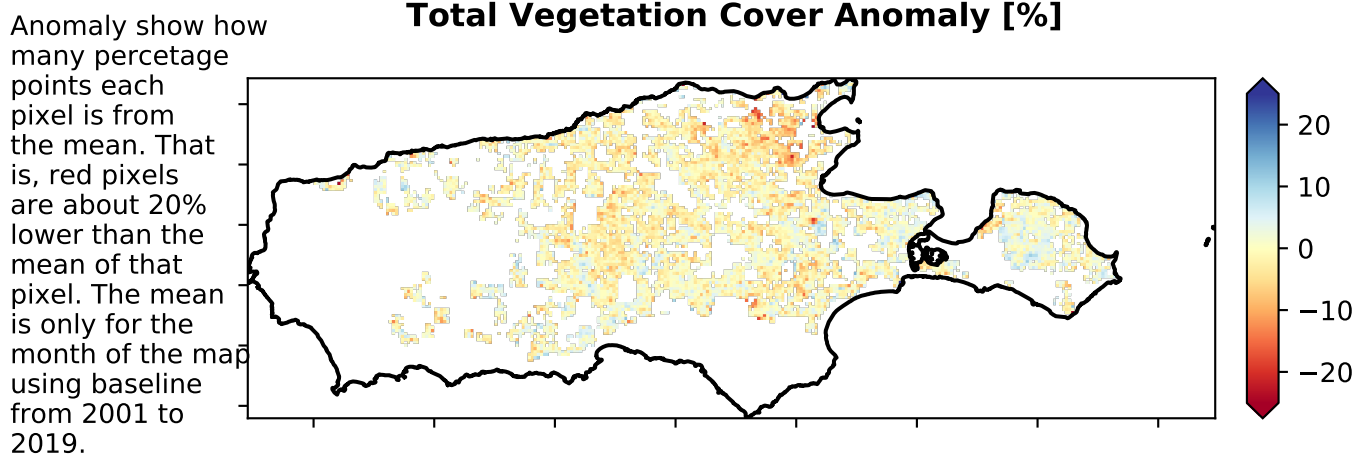 Total Vegetation Cover Anomaly [%]
Anomaly show how
many percetage
points each
pixel is from
the mean. That
is, red pixels
are about 20%
lower than the
mean of that
pixel. The mean
is only for the
month of the map
using baseline
from 2001 to
2019.
20
10
0
−10
−20